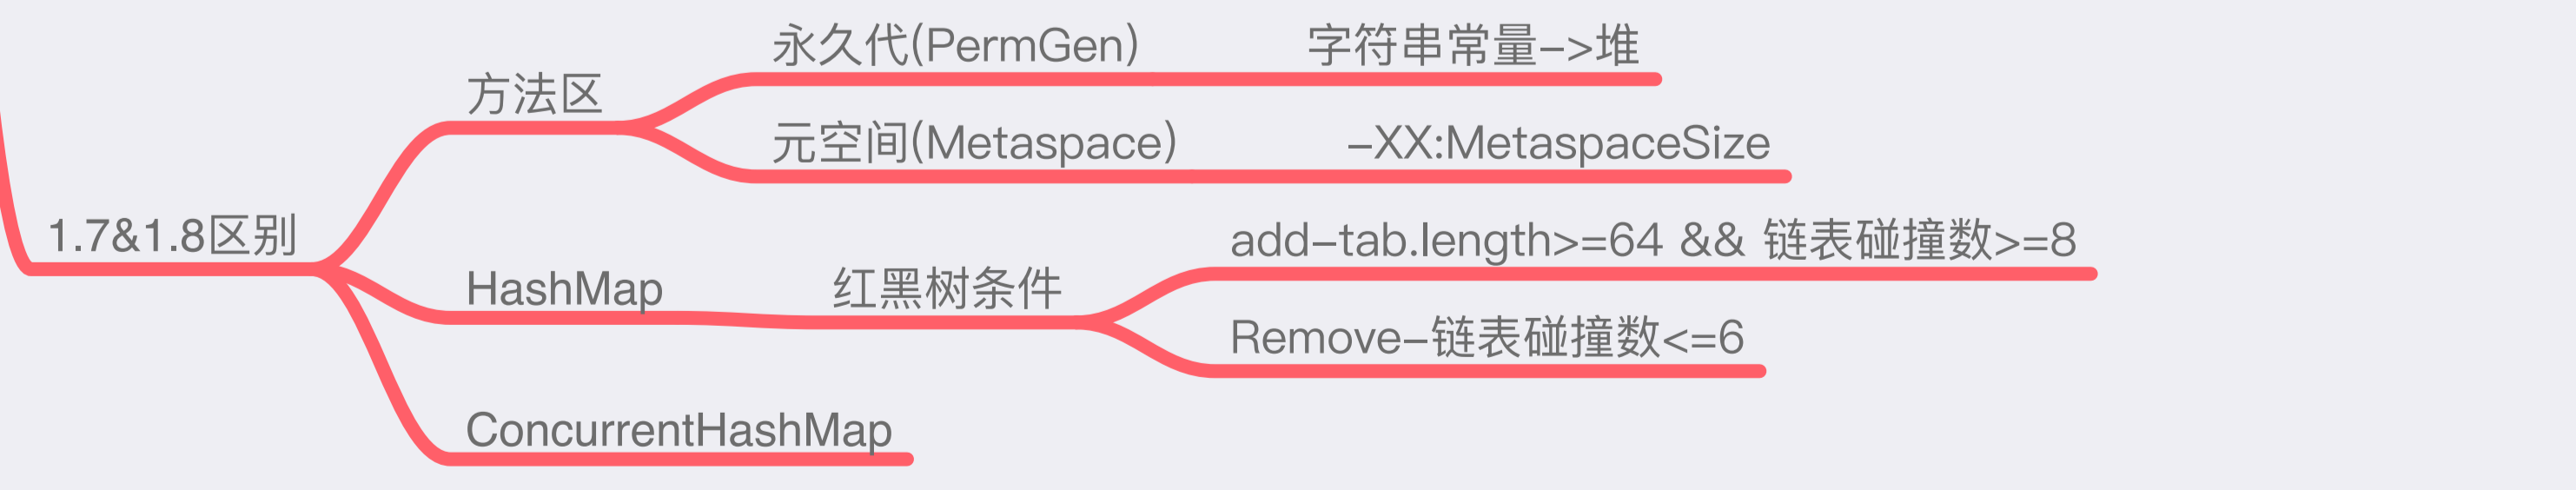 永久代(PermGen)
字符串常量->堆
方法区
元空间(Metaspace)
-XX:MetaspaceSize
1.7&1.8区别
add-tab.length>=64 && 链表碰撞数>=8
HashMap
红黑树条件
Remove-链表碰撞数<=6
ConcurrentHashMap